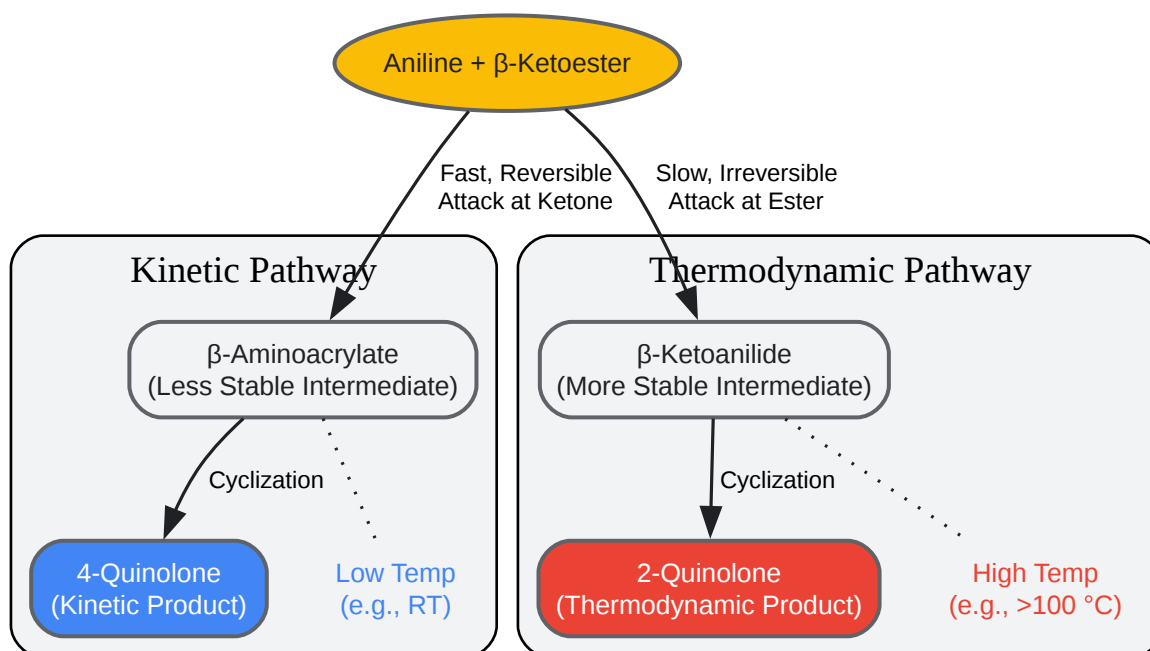 Aniline + β-Ketoester
Fast, Reversible
Attack at Ketone
Slow, Irreversible
Attack at Ester
Kinetic Pathway
β-Aminoacrylate
(Less Stable Intermediate)
Cyclization
4-Quinolone
(Kinetic Product)
Low Temp
(e.g., RT)
Thermodynamic Pathway
β-Ketoanilide
(More Stable Intermediate)
Cyclization
2-Quinolone
(Thermodynamic Product)
High Temp
(e.g., >100 °C)